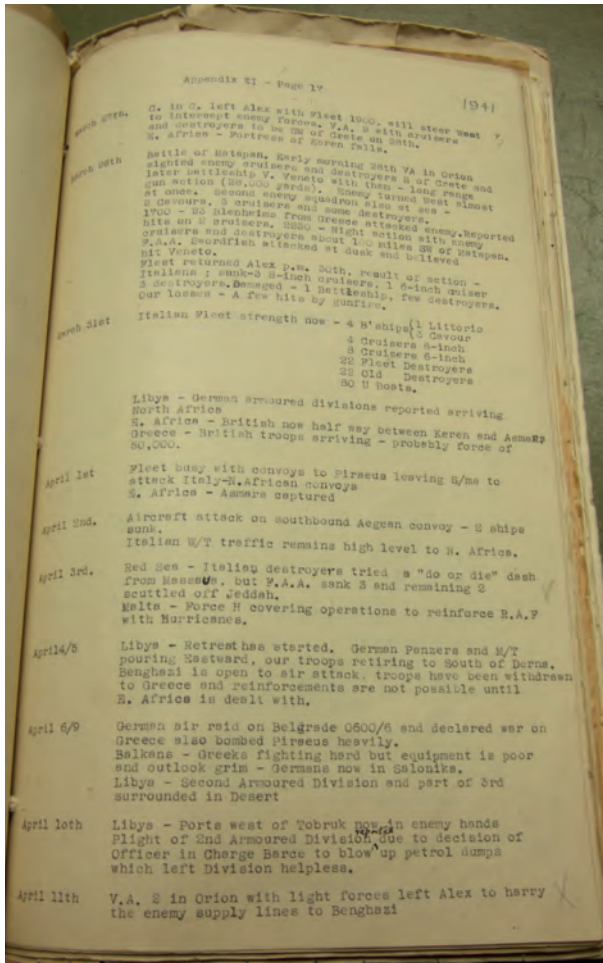 Appendix XI - Page 1v
1941
March 27th. C. in C. left Alex with Fleet 1900, will steer West
to intercept enemy forces. V.A. 2 with cruisers
and destroyers to be SW of Crete on 28th.
E. Africa - Fortress of Keren falls.
March 28th Battle of Matapan. Early morning 28th VA in Orion
sighted enemy cruisers and destroyers S of Crete and
later battleship V. Veneto with them - long range
gun action (26,000 yards). Enemy turned West almost
at once. Second enemy squadron also at sea -
2 Cavours, 3 cruisers and some destroyers.
1700 - 25 Blenheims from Greece attacked enemy. Reported
hits on 2 cruisers. 2230 - Night action with enemy
cruisers and destroyers about 100 miles SW of Matapan.
F.A.A. Swordfish attacked at dusk and believed
hit Veneto.
Fleet returned Alex p.m. 30th, result of action -
Italians ; sunk-3 8-inch cruisers, 1 6-inch cruiser
3 destroyers. Damaged - 1 Battleship, few destroyers.
Our losses - A few hits by gunfire.
March 31st Italian Fleet strength now - 4 B'ships(1 Littorio
(3 Cavour
4 Cruisers 8-inch
8 Cruisers 6-inch
22 Fleet Destroyers
22 Old Destroyers
80 U Boats.
Libya - German armoured divisions reported arriving
North Africa
E. Africa - British now half way between Keren and Asmara
Greece - British troops arriving - probably force of
50,000.
April 1st Fleet busy with convoys to Piraeus leaving S/ms to
attack Italy-N.African convoys
E. Africa - Asmara captured
April 2nd. Aircraft attack on southbound Aegean convoy - 2 ships
sunk.
Italian W/T traffic remains high level to N. Africa.
April 3rd. Red Sea - Italian destroyers tried a "do or die" dash
from Massaua, but F.A.A. sank 3 and remaining 2
scuttled off Jeddah.
Malta - Force H covering operations to reinforce R.A.F
with Hurricanes.
April4/5 Libya - Retreat has started. German Panzers and M/T
pouring Eastward, our troops retiring to South of Derna.
Benghazi is open to air attack, troops have been withdrawn
to Greece and reinforcements are not possible until
E. Africa is dealt with.
April 6/9 German air raid on Belgrade 0600/6 and declared war on
Greece also bombed Piraeus heavily.
Balkans - Greeks fighting hard but equipment is poor
and outlook grim - Germans now in Salonika.
Libya - Second Armoured Division and part of 3rd
surrounded in Desert
April 1oth Libya - Ports west of Tobruk now in enemy hands
Plight of 2nd Armoured Division reported due to decision of
Officer in Charge Barce to blow up petrol dumps
which left Division helpless.
April 11th V.A. 2 in Orion with light forces left Alex to harry
the enemy supply lines to Benghazi